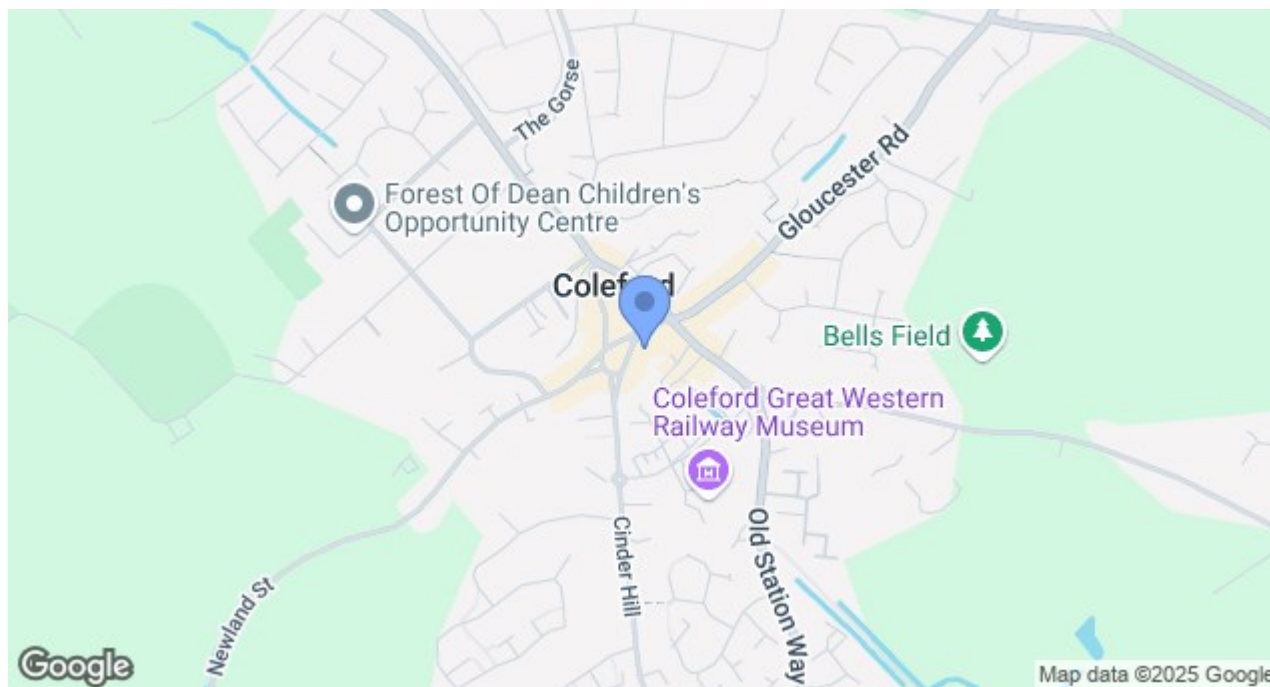 The Gorse
Forest Of Dean Children's
Opportunity Centre
Gloucester Rd
Coleford
Bells Field
Coleford Great Western
Railway Museum
Cinder Hill
Old Station Way
Newland St
Google
Map data ©2025 Google